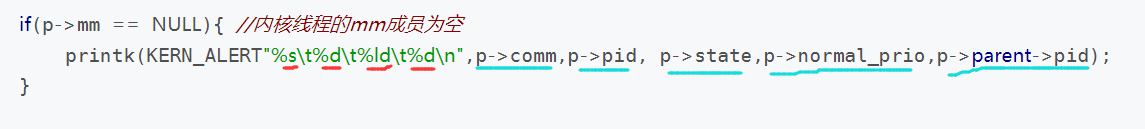 if(p->mm == NULL){ //内核线程的mm成员为空
printk(KERN_ALERT"%s\t%d\t%ld\t%d\n",p->comm,p->pid, p->state,p->normal_prio,p->parent->pid);
}